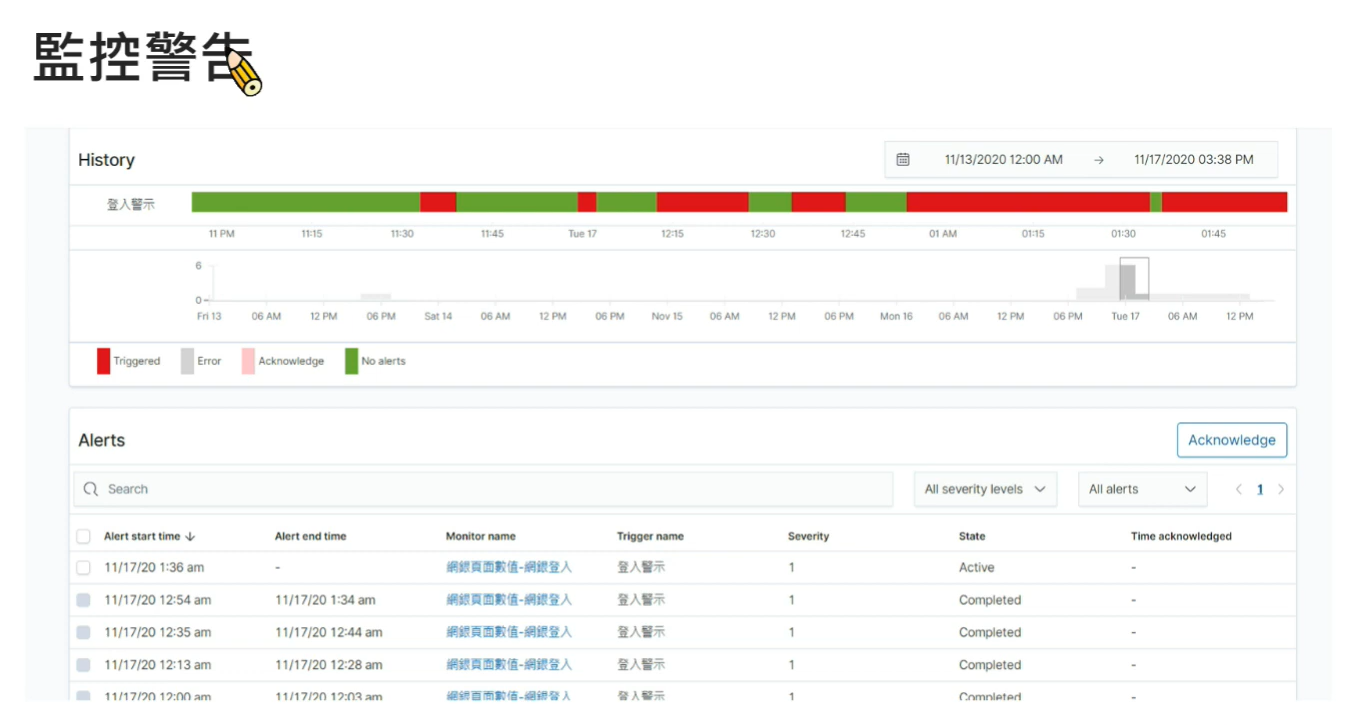 監控警告
History
11/13/2020 12:00 AM → 11/17/2020 03:38 PM
登入警示
11 PM 11:15 11:30 11:45 Tue 17 12:15 12:30 12:45 01 AM 01:15 01:30 01:45
6
0
Fri 13 06 AM 12 PM 06 PM Sat 14 06 AM 12 PM 06 PM Nov 15 06 AM 12 PM 06 PM Mon 16 06 AM 12 PM 06 PM Tue 17 06 AM 12 PM
Triggered Error Acknowledge No alerts
Alerts Acknowledge
Search All severity levels All alerts < 1 >
Alert start time ↓ Alert end time Monitor name Trigger name Severity State Time acknowledged
11/17/20 1:36 am - 網銀頁面數值-網銀登入 登入警示 1 Active -
11/17/20 12:54 am 11/17/20 1:34 am 網銀頁面數值-網銀登入 登入警示 1 Completed -
11/17/20 12:35 am 11/17/20 12:44 am 網銀頁面數值-網銀登入 登入警示 1 Completed -
11/17/20 12:13 am 11/17/20 12:28 am 網銀頁面數值-網銀登入 登入警示 1 Completed -
11/17/20 12:00 am 11/17/20 12:03 am 網銀頁面數值-網銀登入 登入警示 1 Completed -